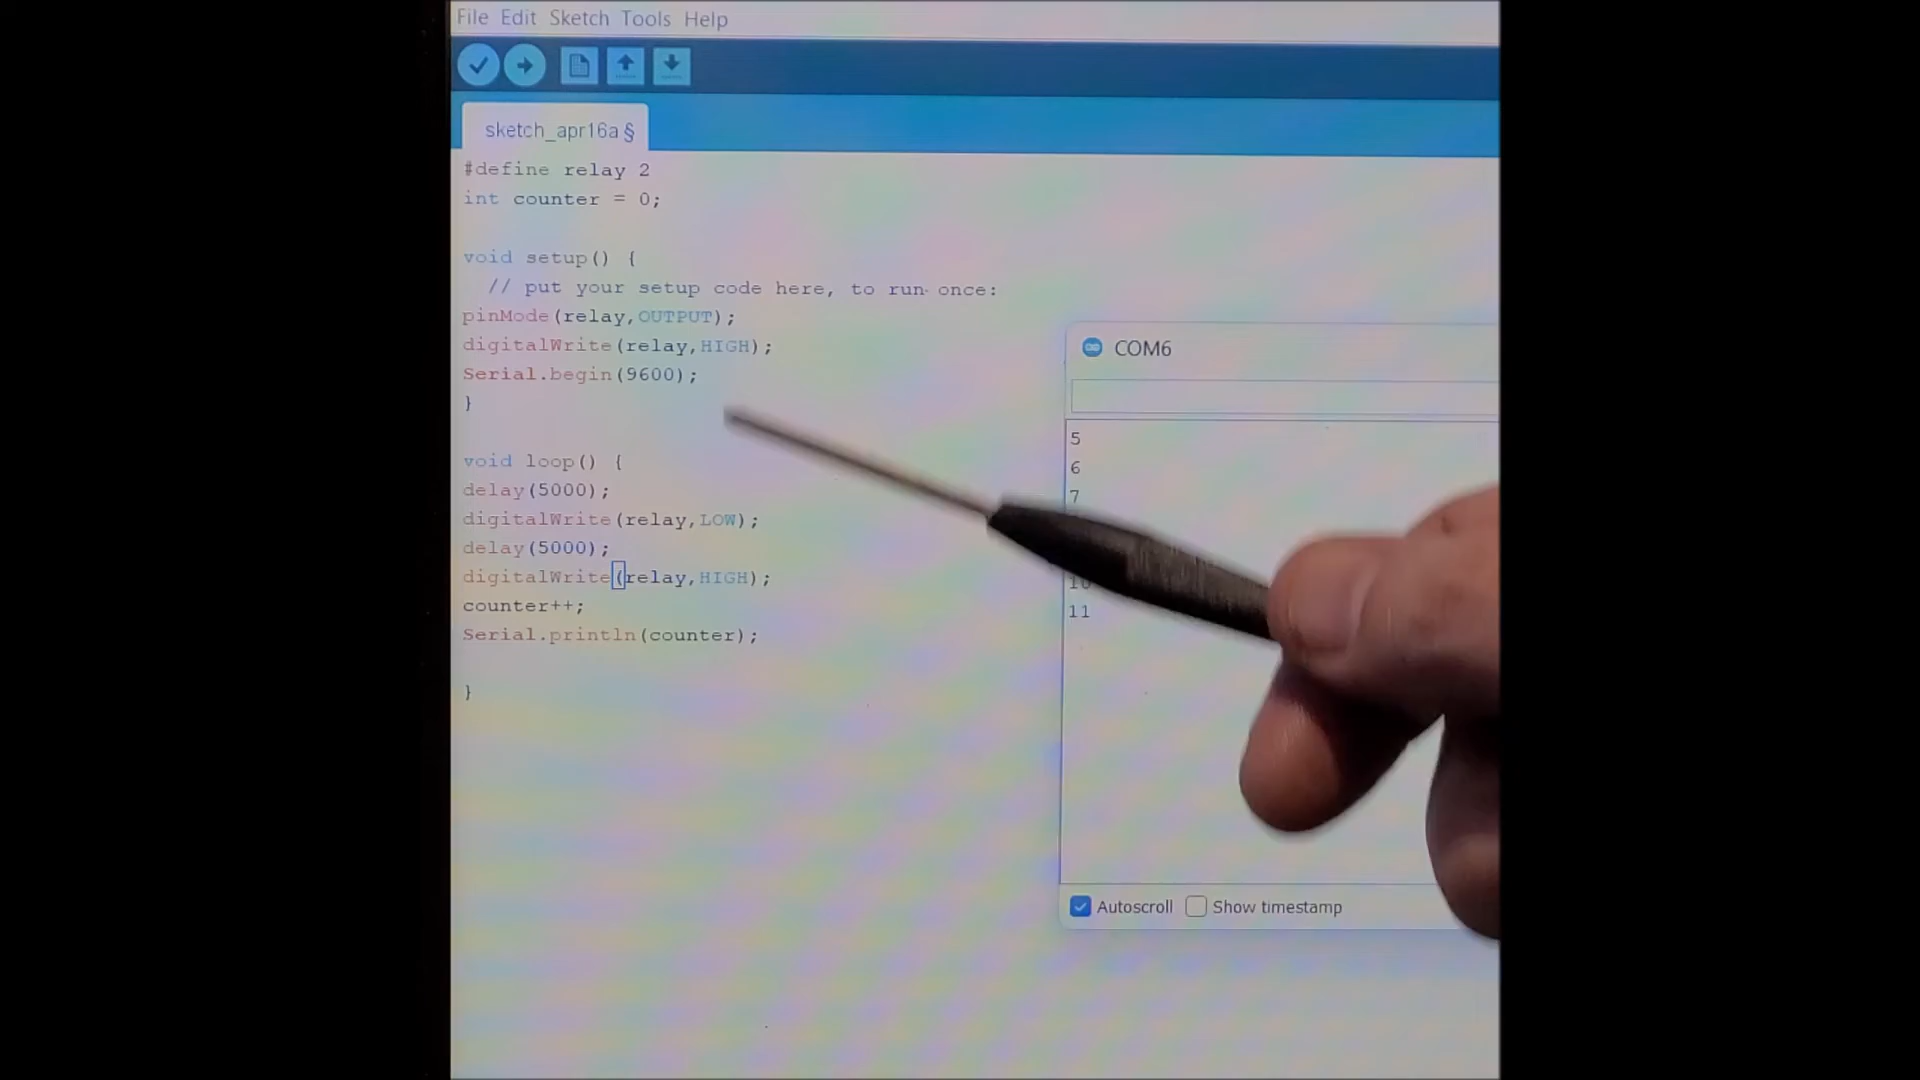 File Edit Sketch Tools Help
sketch_apr16a §
#define relay 2
int counter = 0;
void setup() {
// put your setup code here, to run once:
pinMode(relay,OUTPUT);
digitalWrite(relay,HIGH);
Serial.begin(9600);
}
void loop() {
delay(5000);
digitalWrite(relay,LOW);
delay(5000);
digitalWrite(relay,HIGH);
counter++;
Serial.println(counter);
}
COM6
5
6
7
10
11
Autoscroll Show timestamp